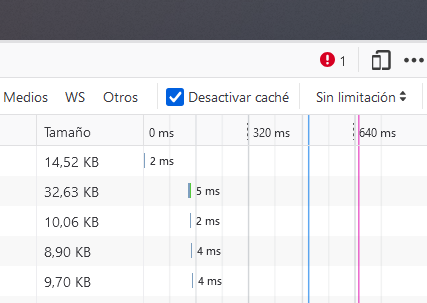 1
Medios WS Otros Desactivar caché Sin limitación
Tamaño 0 ms 320 ms 640 ms
14,52 KB 2 ms
32,63 KB 5 ms
10,06 KB 2 ms
8,90 KB 4 ms
9,70 KB 4 ms